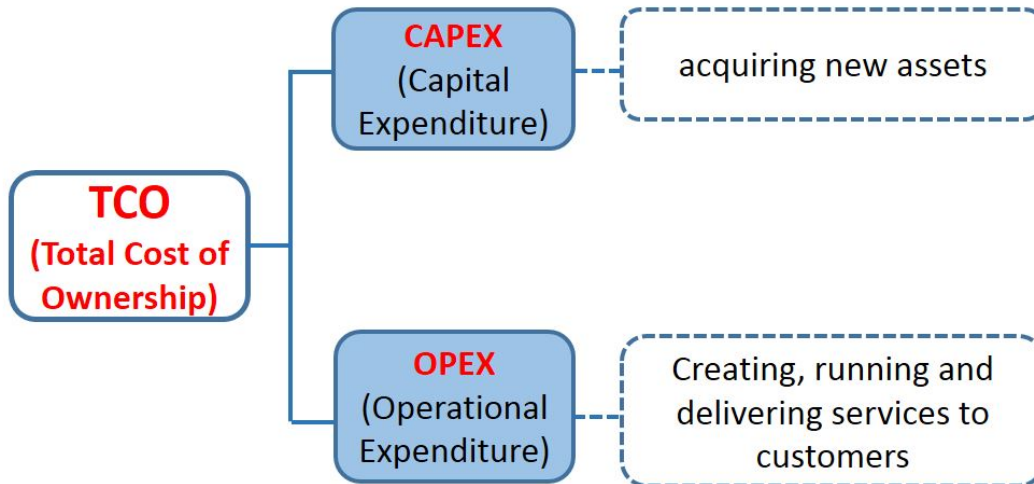 CAPEX
(Capital
Expenditure)
acquiring new assets
TCO
(Total Cost of
Ownership)
OPEX
(Operational
Expenditure)
Creating, running and
delivering services to
customers